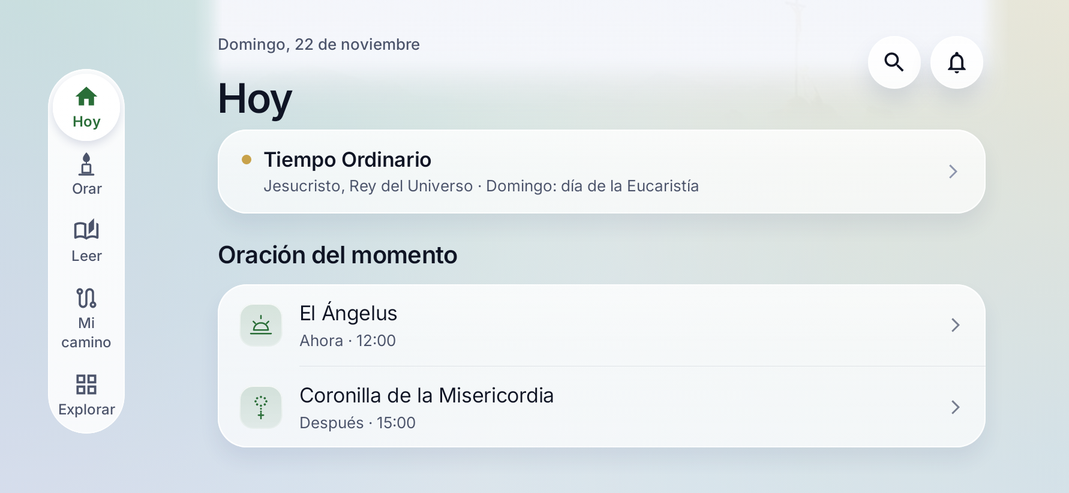 Domingo, 22 de noviembre
Hoy
Hoy
Orar
Leer
Mi
camino
Explorar
Tiempo Ordinario
Jesucristo, Rey del Universo · Domingo: día de la Eucaristía
Oración del momento
El Ángelus
Ahora · 12:00
Coronilla de la Misericordia
Después · 15:00